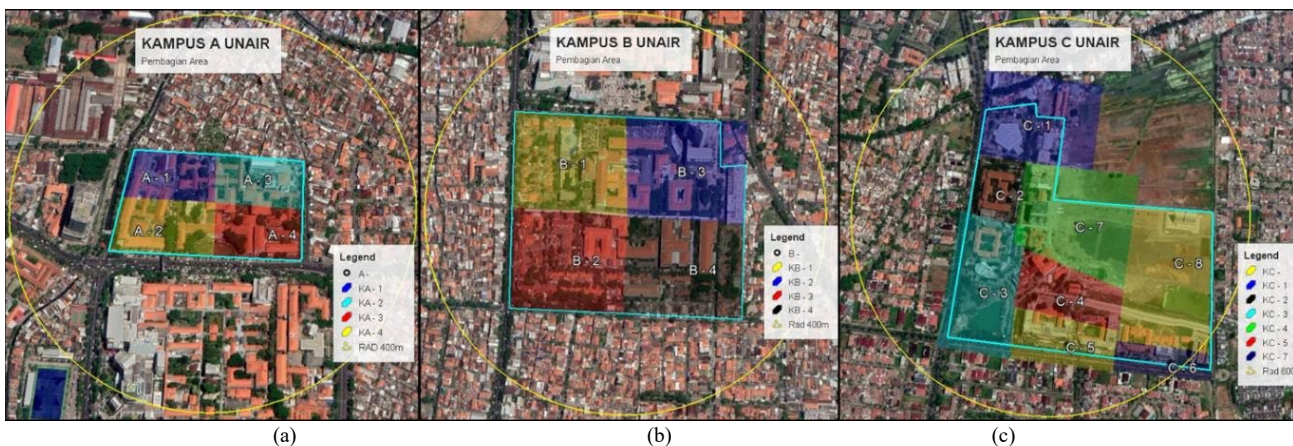 KAMPUS A UNAIR
Pembagian Area
A - 1
A - 3
A - 2
A - 4
Legend
A -
KA - 1
KA - 2
KA - 3
KA - 4
RAD 400m
(a)
KAMPUS B UNAIR
Pembagian Area
B - 1
B - 3
B - 2
B - 4
Legend
B -
KB - 1
KB - 2
KB - 3
KB - 4
Rad 400m
(b)
KAMPUS C UNAIR
Pembagian Area
C - 1
C - 2
C - 7
C - 8
C - 3
C - 4
C - 5
C - 6
Legend
KC -
KC - 1
KC - 2
KC - 3
KC - 4
KC - 5
KC - 7
Rad 600
(c)